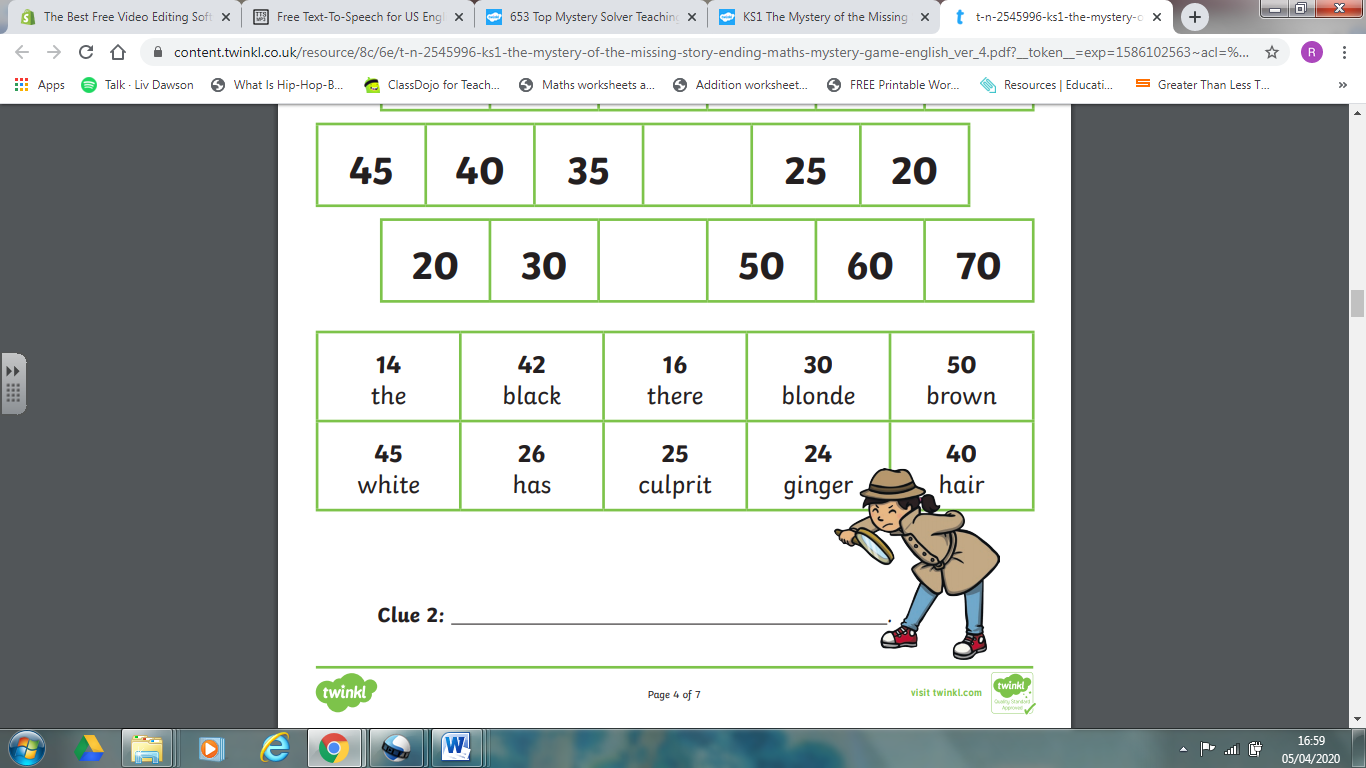 The Best Free Video Editing Soft
Free Text-To-Speech for US Engl
653 Top Mystery Solver Teaching
KS1 The Mystery of the Missing
t-n-2545996-ks1-the-mystery-o
content.twinkl.co.uk/resource/8c/6e/t-n-2545996-ks1-the-mystery-of-the-missing-story-ending-maths-mystery-game-english_ver_4.pdf?__token__=exp=1586102563~acl=%...
R
Apps Talk - Liv Dawson What Is Hip-Hop-B... ClassDojo for Teach... Maths worksheets a... Addition worksheet... FREE Printable Wor... Resources | Educati... Greater Than Less T... »
45 40 35 25 20
20 30 50 60 70
14 42 16 30 50
the black there blonde brown
45 26 25 24 40
white has culprit ginger hair
Clue 2: ______________________________.
twinkl
Page 4 of 7
visit twinkl.com
twinkl
Quality Standard
Approved
16:59
05/04/2020